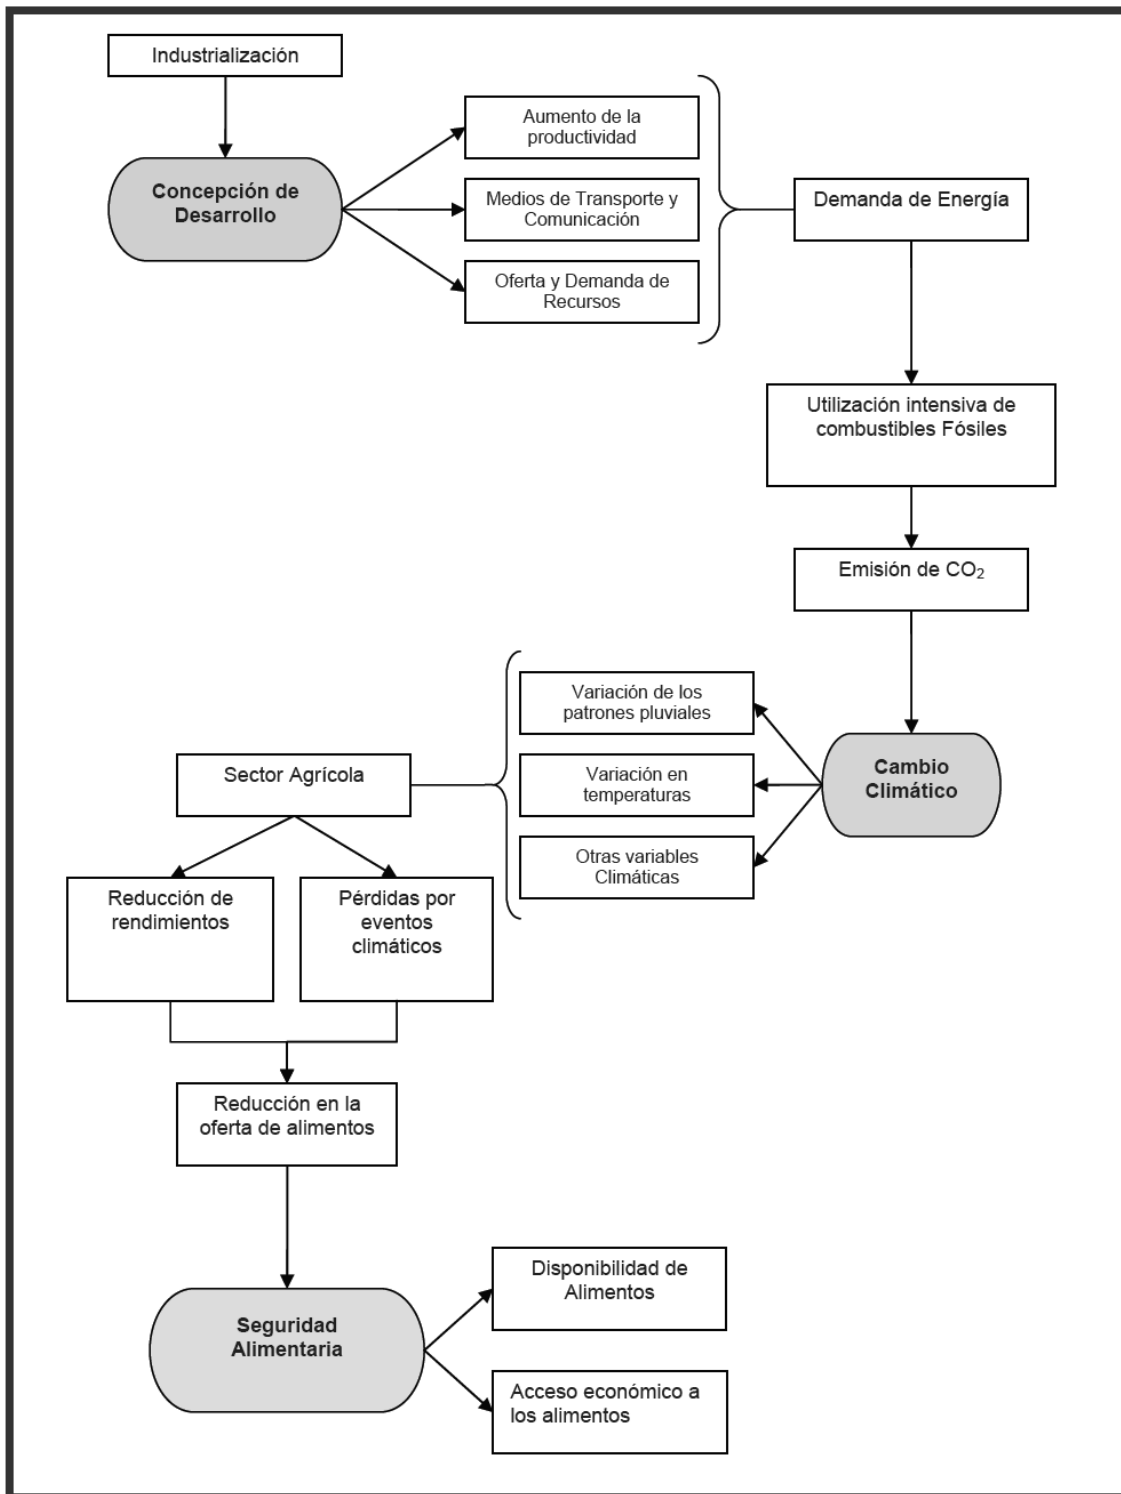 Industrialización
Aumento de la
productividad
Concepción de
Desarrollo
Medios de Transporte y
Comunicación
Demanda de Energía
Oferta y Demanda de
Recursos
Utilización intensiva de
combustibles Fósiles
Emisión de CO₂
Variación de los
patrones pluviales
Cambio
Climático
Variación en
temperaturas
Sector Agrícola
Otras variables
Climáticas
Reducción de
rendimientos
Pérdidas por
eventos
climáticos
Reducción en la
oferta de alimentos
Disponibilidad de
Alimentos
Seguridad
Alimentaria
Acceso económico a
los alimentos